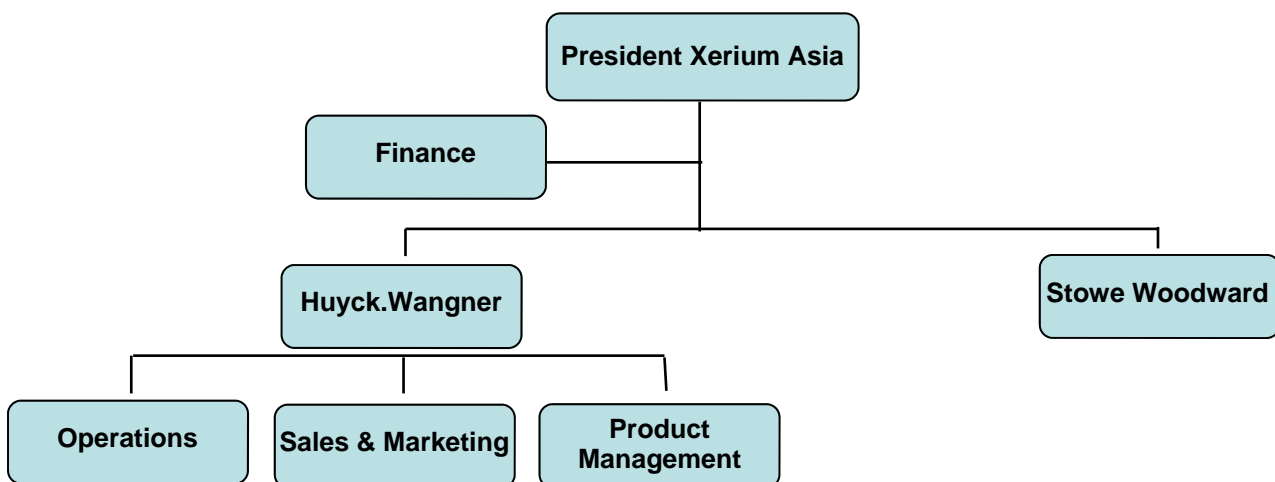 President Xerium Asia
Finance
Huyck.Wangner
Stowe Woodward
Operations
Sales & Marketing
Product
Management